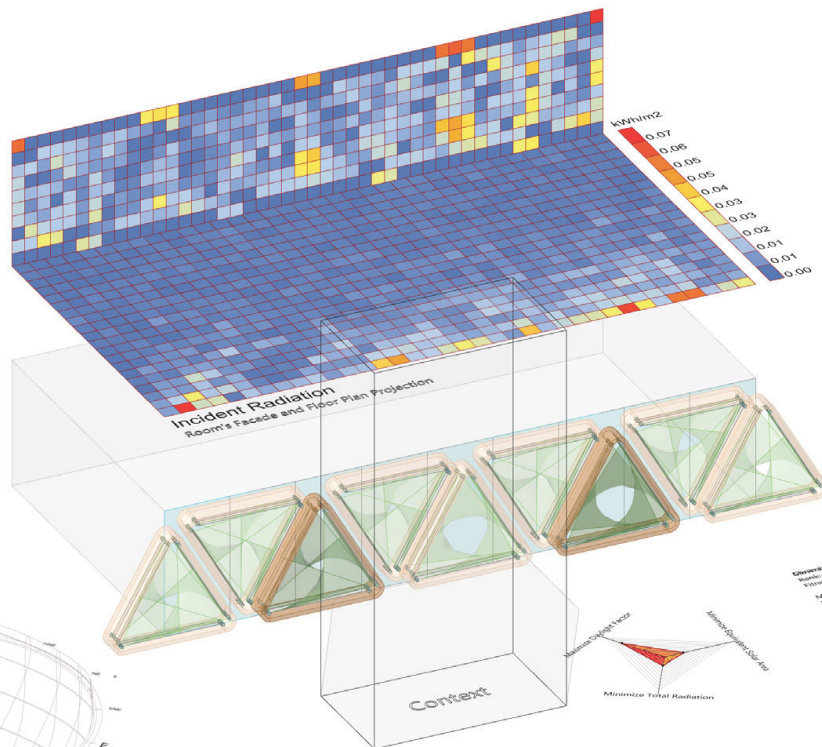 kWh/m2
0.07
0.06
0.05
0.05
0.04
0.03
0.03
0.02
0.01
0.01
0.00
Incident Radiation
Room's Facade and Floor Plan Projection
Context
Maximize Daylight Factor
Minimize Equivalent Solar Area
Minimize Total Radiation
Rank: